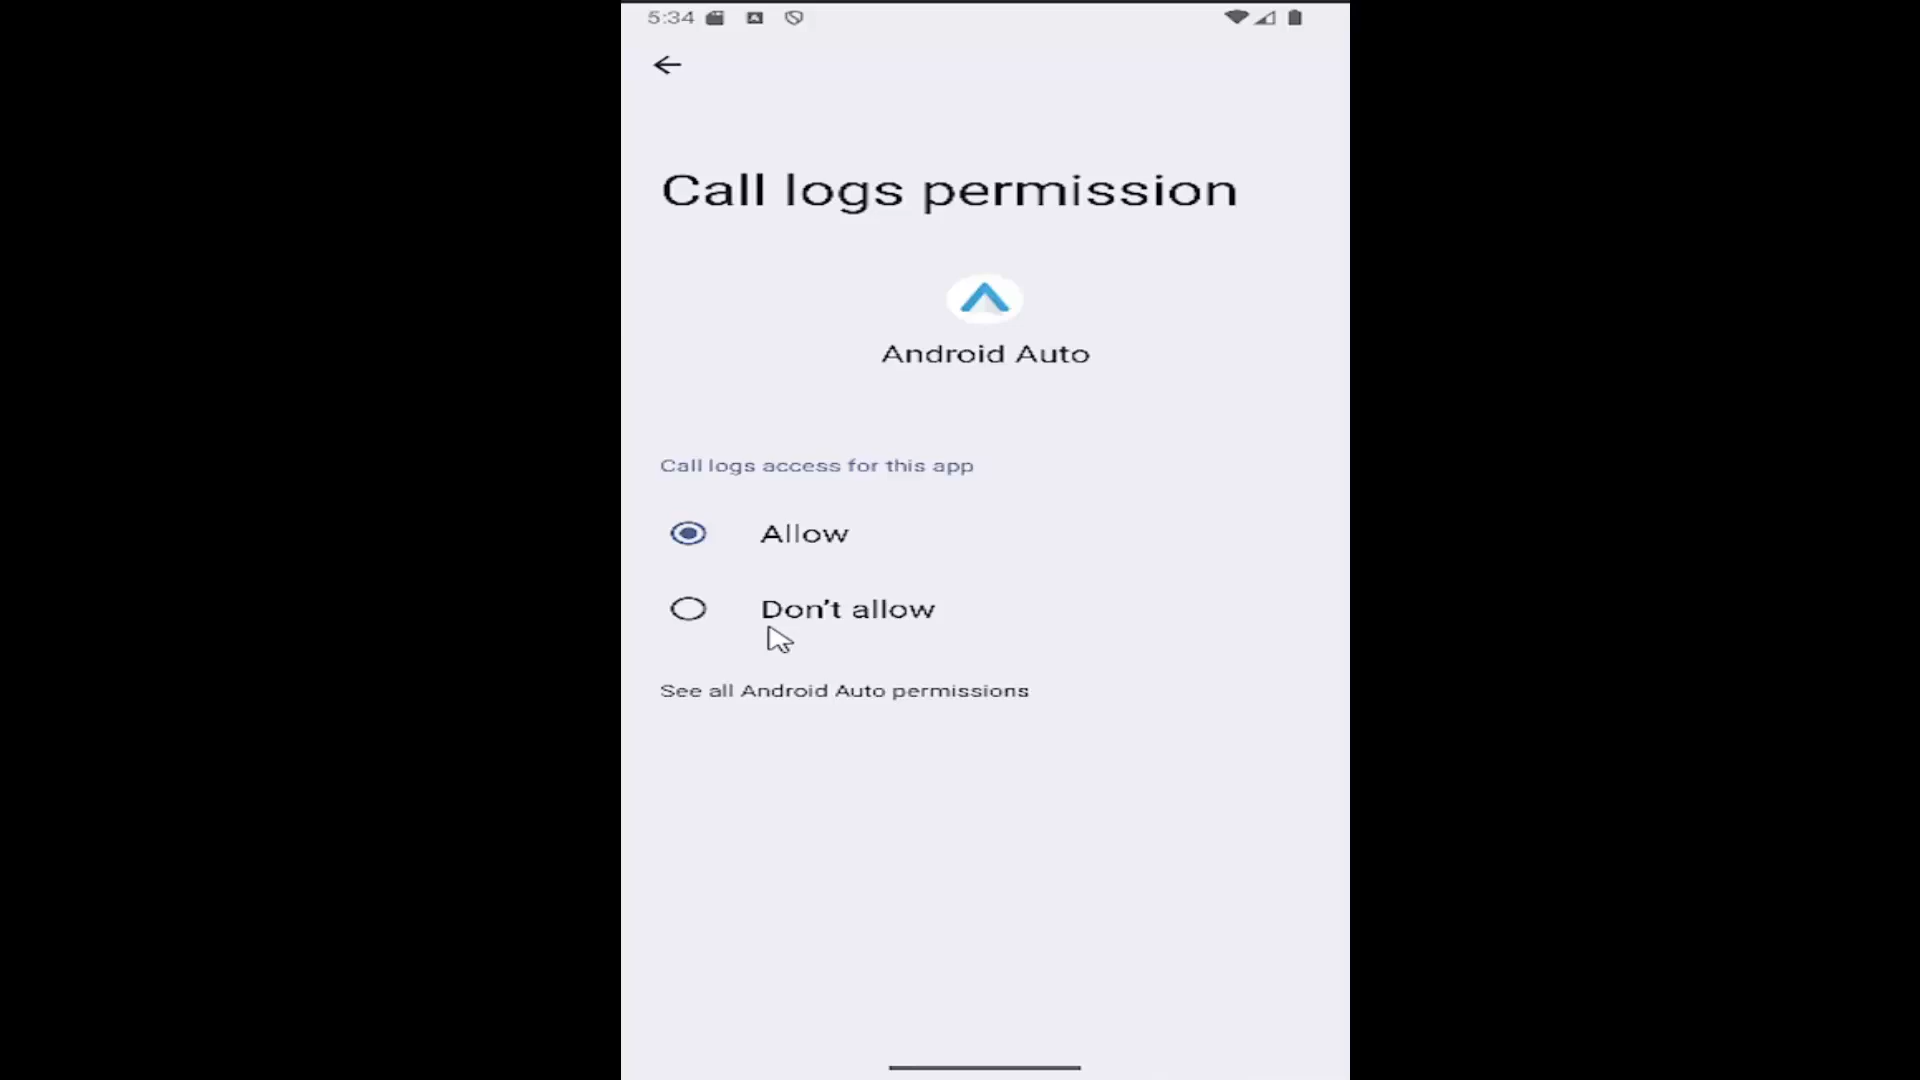 5:34
Call logs permission
Android Auto
Call logs access for this app
Allow
Don't allow
See all Android Auto permissions